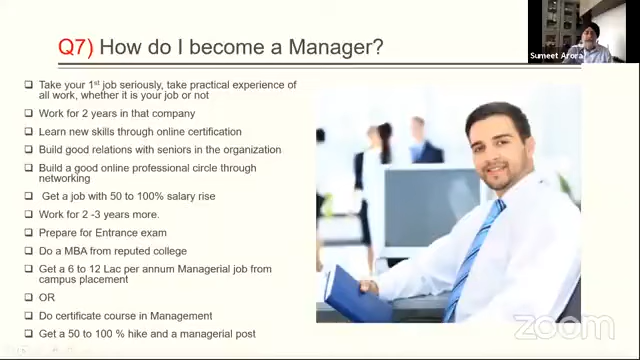 Q7) How do I become a Manager?
Sumeet Arora
Take your 1st job seriously, take practical experience of
all work, whether it is your job or not
Work for 2 years in that company
Learn new skills through online certification
Build good relations with seniors in the organization
Build a good online professional circle through
networking
Get a job with 50 to 100% salary rise
Work for 2 -3 years more.
Prepare for Entrance exam
Do a MBA from reputed college
Get a 6 to 12 Lac per annum Managerial job from
campus placement
OR
Do certificate course in Management
Get a 50 to 100 % hike and a managerial post
zoom